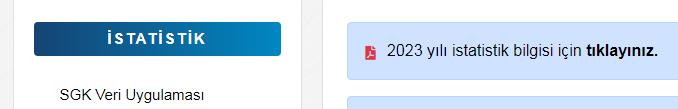 İSTATİSTİK
SGK Veri Uygulaması
2023 yılı istatistik bilgisi için tıklayınız.